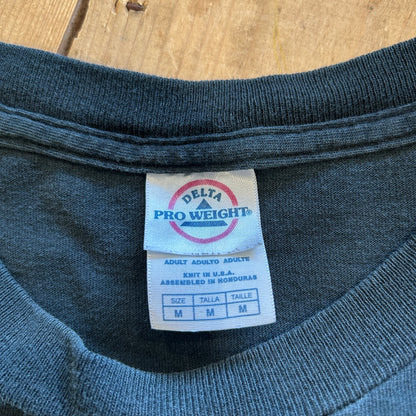 DELTA
PRO WEIGHT®
ADULT ADULTO ADULTE
KNIT IN U.S.A.
ASSEMBLED IN HONDURAS
SIZE TALLA TAILLE
M M M